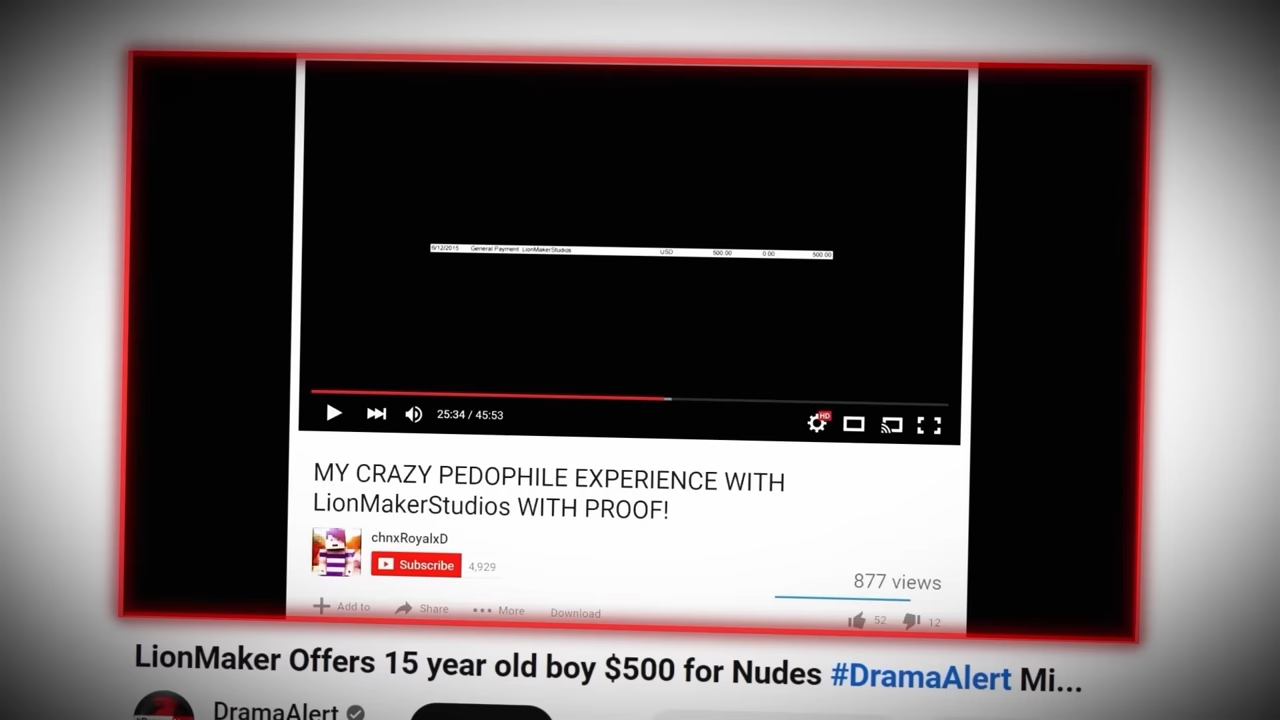 6/12/2015 General Payment LionMakerStudios USD 500.00 0.00 500.00
25:34 / 45:53
HD
MY CRAZY PEDOPHILE EXPERIENCE WITH
LionMakerStudios WITH PROOF!
chnxRoyalxD
Subscribe 4,929
877 views
Add to Share More Download
52 12
LionMaker Offers 15 year old boy $500 for Nudes #DramaAlert Mi...
DramaAlert